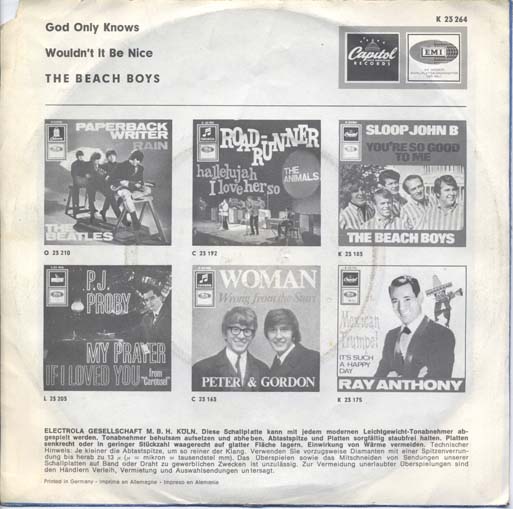 God Only Knows
K 23 264
Wouldn't It Be Nice
THE BEACH BOYS
Capitol
RECORDS
EMI
PAPERBACK
WRITER
RAIN
THE
BEATLES
O 23 210
ROAD-
RUNNER
hallelujah
I love her so
THE
ANIMALS
C 23 192
SLOOP JOHN B
YOU'RE SO GOOD
TO ME
THE BEACH BOYS
K 23 185
P.J.
PROBY
MY PRAYER
IF I LOVED YOU from
"Carousel"
L 23 205
WOMAN
Wrong from the Start
PETER & GORDON
C 23 165
Mexican
Trumpet
IT'S SUCH
A HAPPY
DAY
RAY ANTHONY
K 23 175
ELECTROLA GESELLSCHAFT M. B. H. KÖLN. Diese Schallplatte kann mit jedem modernen Leichtgewicht-Tonabnehmer ab-
gespielt werden. Tonabnehmer behutsam aufsetzen und abheben. Abtastspitze und Platten sorgfältig staubfrei halten. Platten
senkrecht oder in geringer Stückzahl waagerecht auf glatter Fläche lagern. Einwirkung von Wärme vermeiden. Technischer
Hinweis: Je kleiner die Abtastspitze, um so reiner der Klang. Verwenden Sie vorzugsweise Diamanten mit einer Spitzenverrun-
dung bis herab zu 13 μ (μ = mikron = tausendstel mm). Das Überspielen sowie das Mitschneiden von Sendungen unserer
Schallplatten auf Band oder Draht zu gewerblichen Zwecken ist unzulässig. Zur Vermeidung unerlaubter Überspielungen sind
den Händlern Verleih, Vermietung und Auswahlsendungen untersagt.
Printed in Germany - Imprimé en Allemagne - Impreso en Alemania